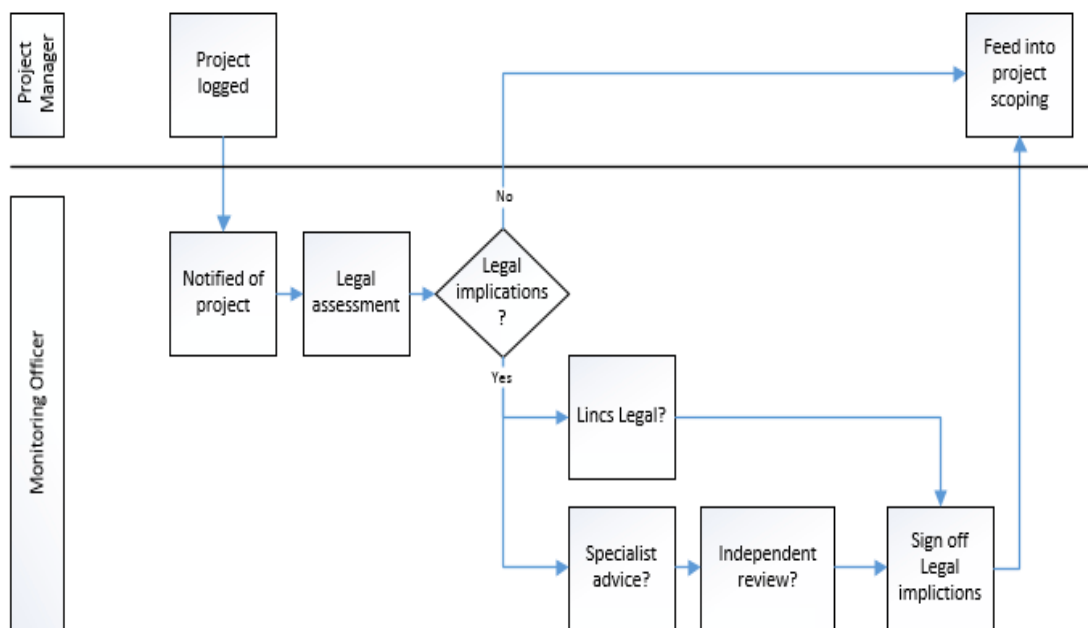 Project
Manager
Project
logged
Feed into
project
scoping
No
Monitoring Officer
Notified of
project
Legal
assessment
Legal
implications
?
Yes
Lincs Legal?
Specialist
advice?
Independent
review?
Sign off
Legal
implictions